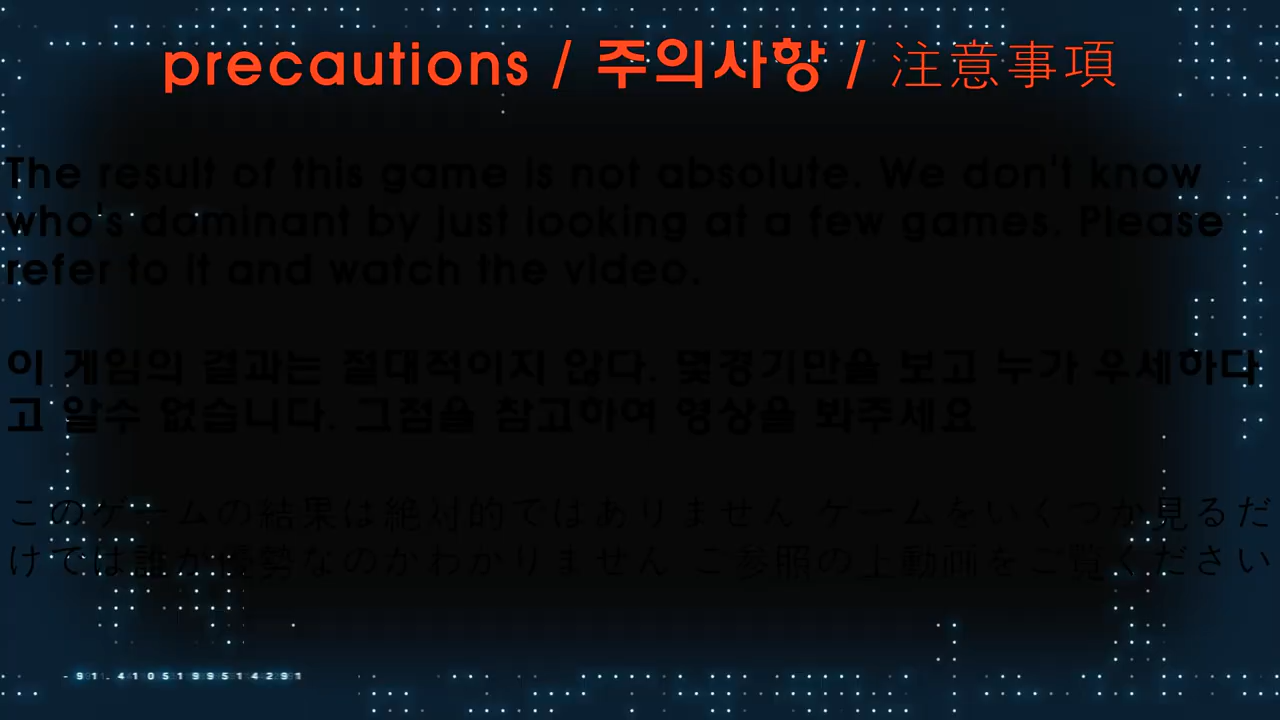 precautions / 주의사항 / 注意事項
The result of this game is not absolute. We don't know
who's dominant by just looking at a few games. Please
refer to it and watch the video.
이 게임의 결과는 절대적이지 않다. 몇경기만을 보고 누가 우세하다
고 알수 없습니다. 그점을 참고하여 영상을 봐주세요
このゲームの結果は絶対的ではありません ゲームをいくつか見るだ
けでは誰が優勢なのかわかりません ご参照の上動画をご覧ください
-91.4105199514291